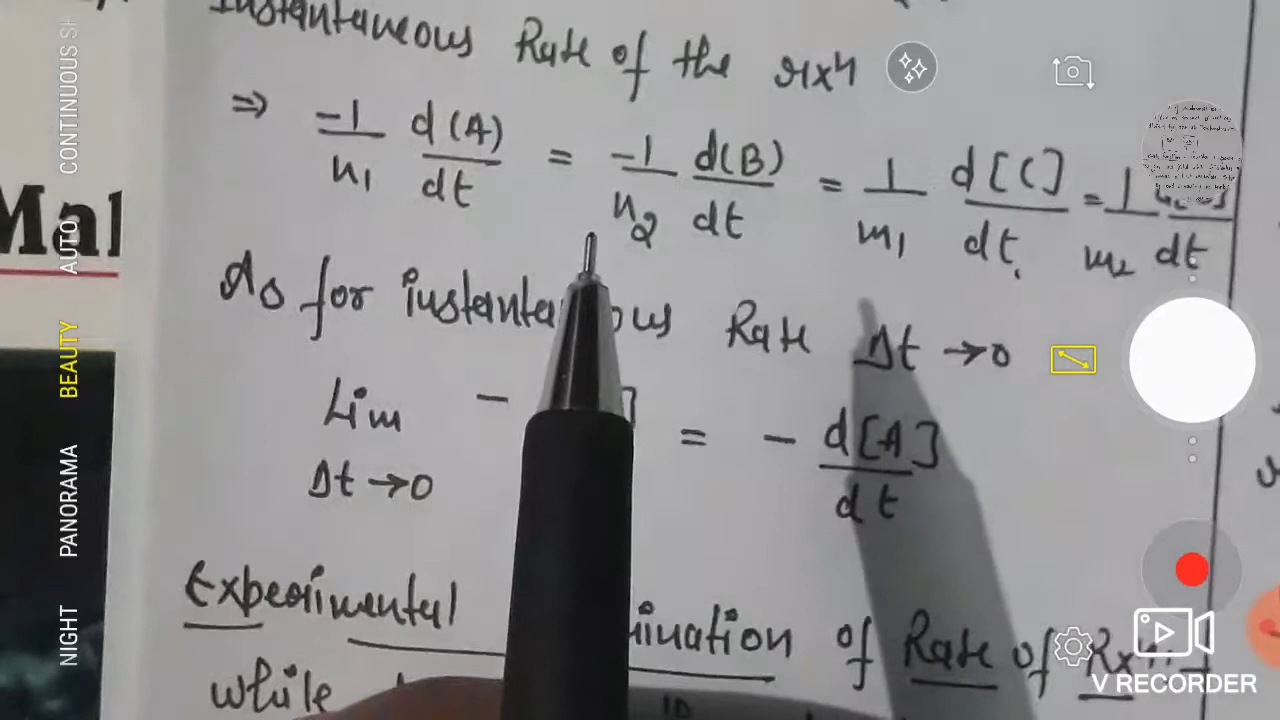 Instantaneous Rate of the rxn
⇒ -1/n1 d(A)/dt = -1/n2 d(B)/dt = 1/m1 d[C]/dt = 1/m2 dt
As for instantaneous Rate Δt → 0
Lim Δt → 0 - ] = - d[A]/dt
Experimental of Rate of Rxn
while
Mal
CONTINUOUS
AUTO
BEAUTY
PANORAMA
NIGHT
V RECORDER